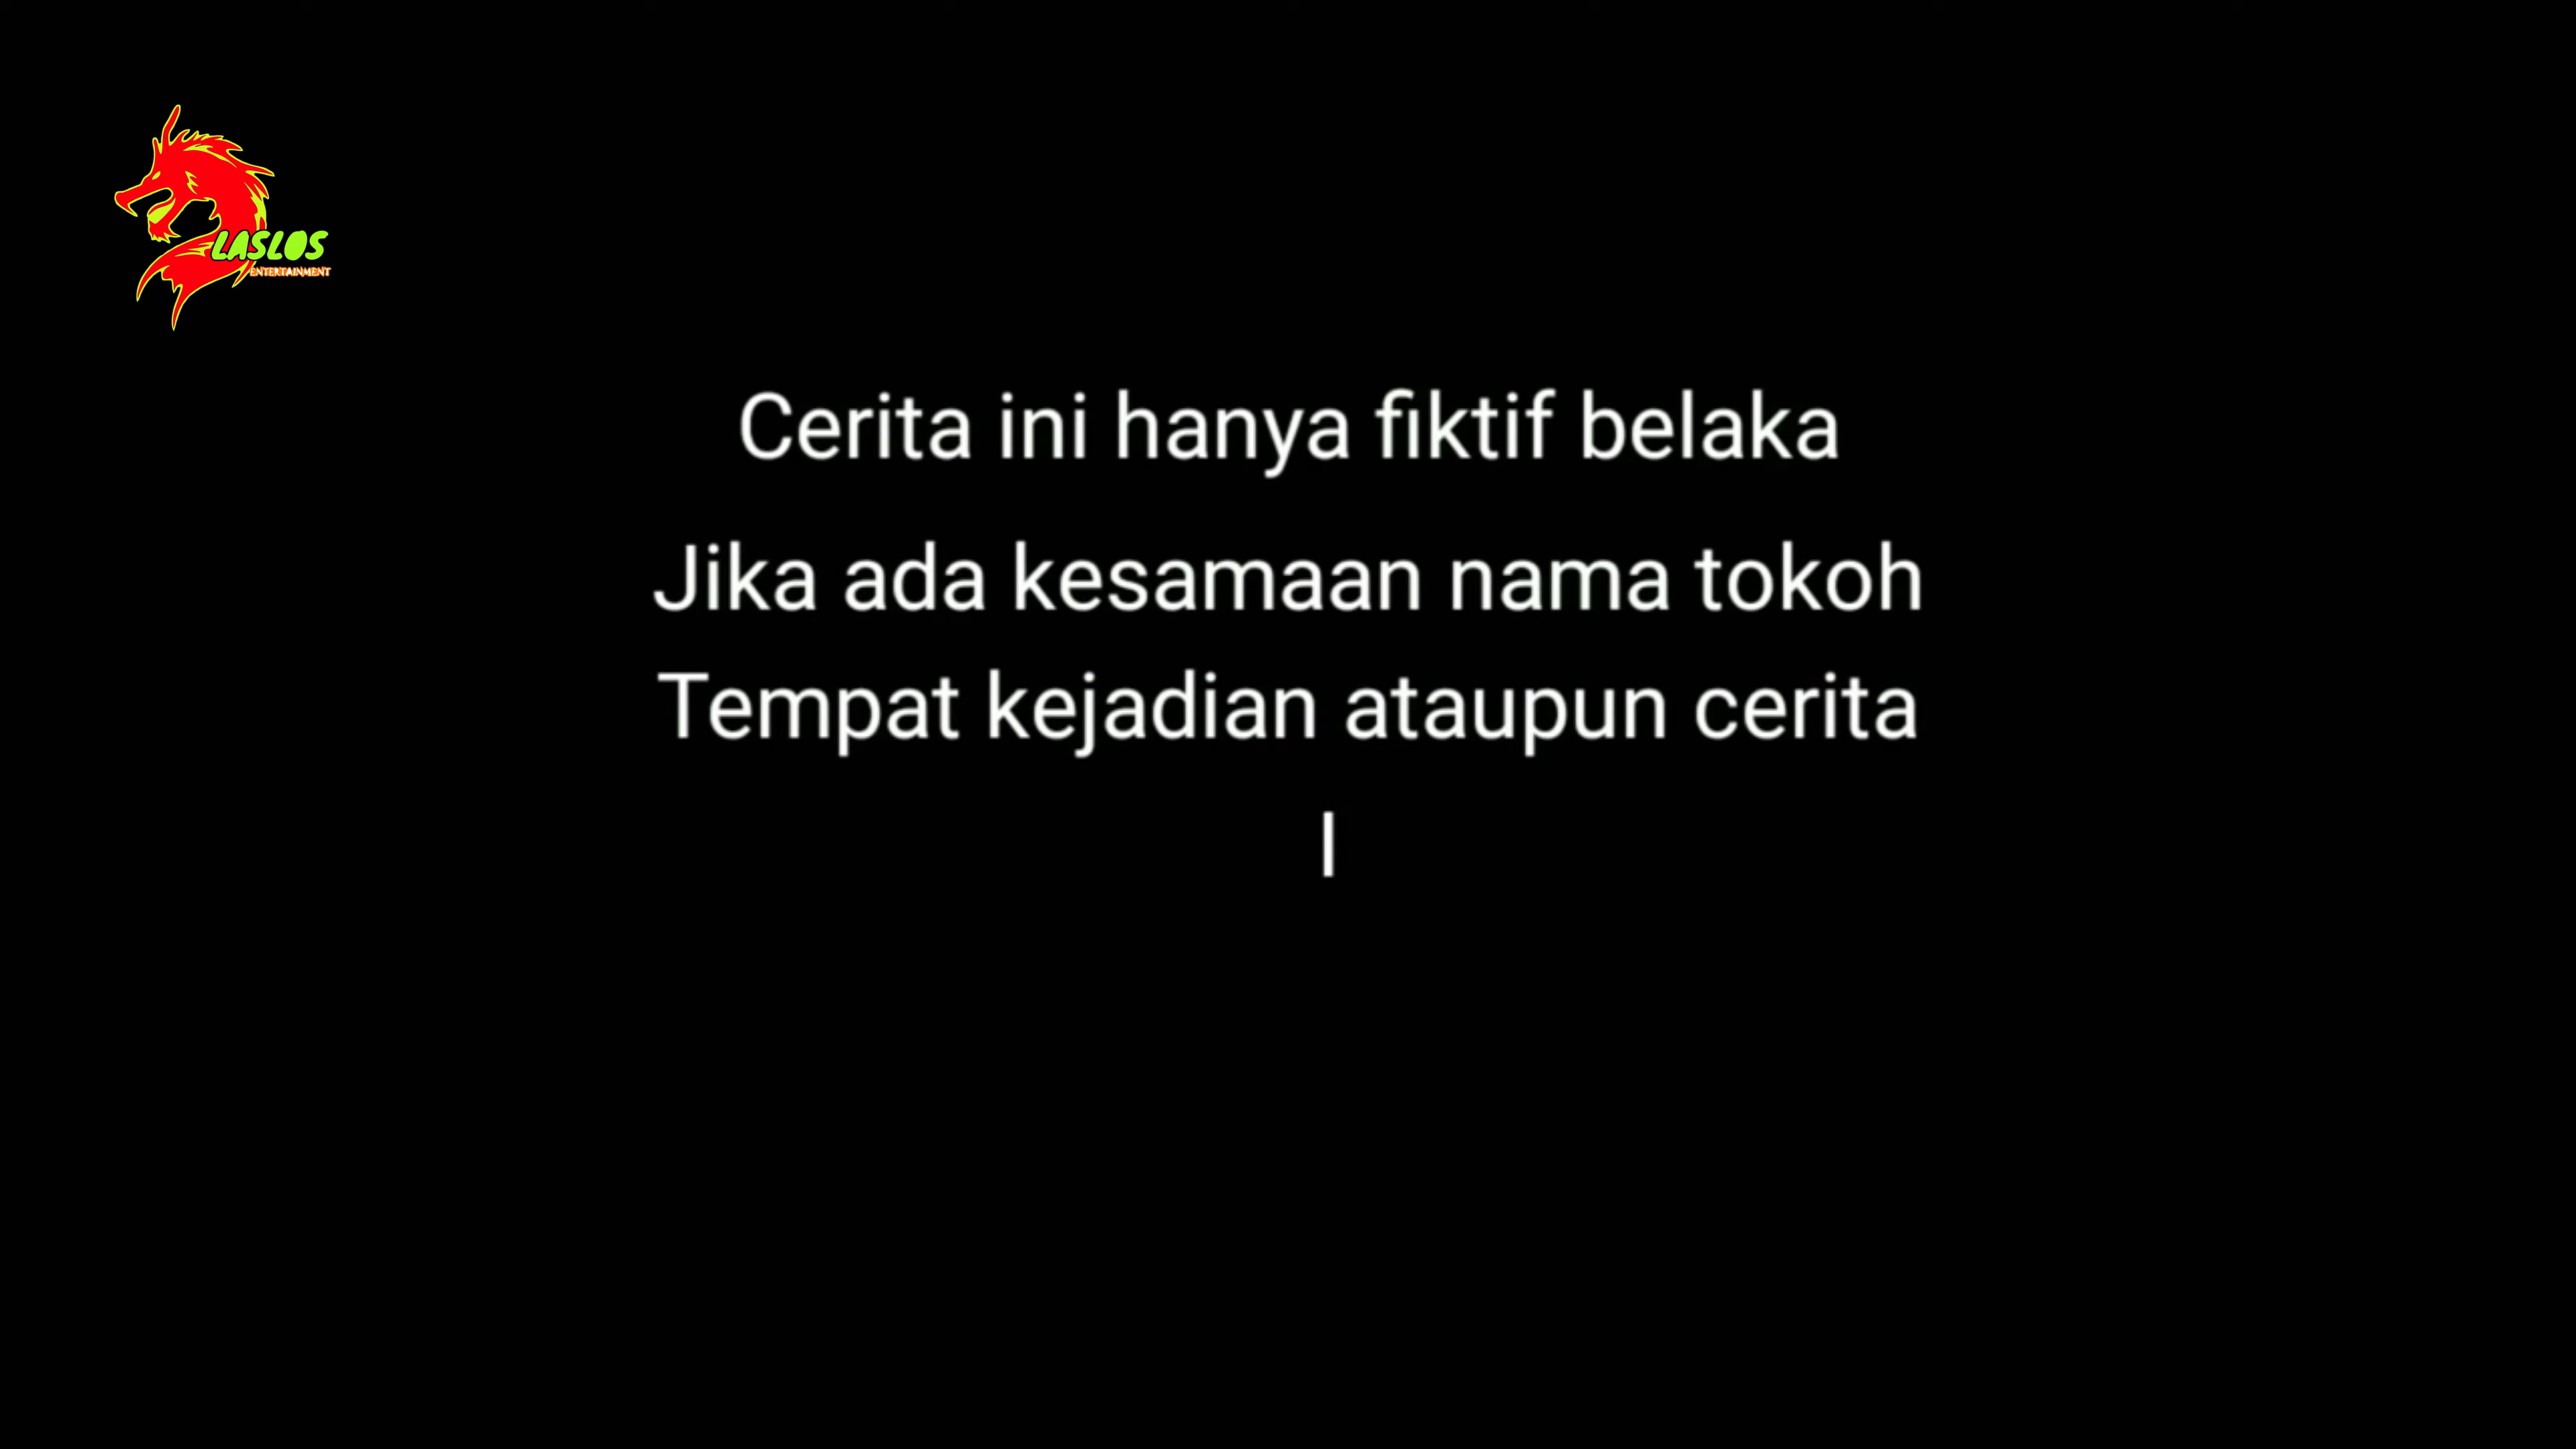 LASLOS
ENTERTAINMENT
Cerita ini hanya fiktif belaka
Jika ada kesamaan nama tokoh
Tempat kejadian ataupun cerita
I